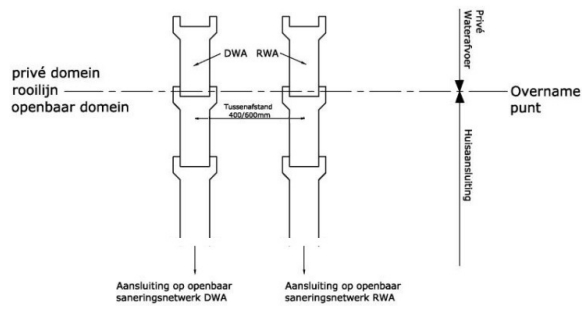 Privé
Waterafvoer
DWA RWA
privé domein
rooilijn
openbaar domein
Overname
punt
Tussenafstand
400/600mm
Huisaansluiting
Aansluiting op openbaar
saneringsnetwerk DWA
Aansluiting op openbaar
saneringsnetwerk RWA